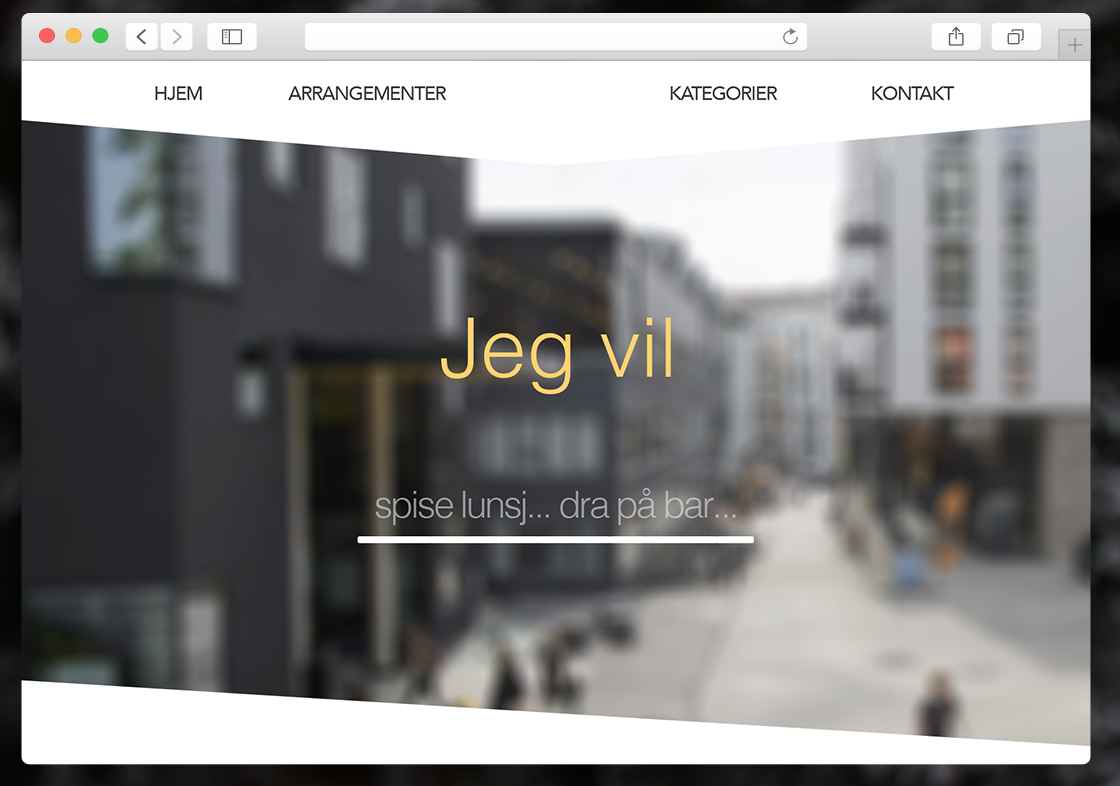 HJEM ARRANGEMENTER KATEGORIER KONTAKT
Jeg vil
spise lunsj... dra på bar...